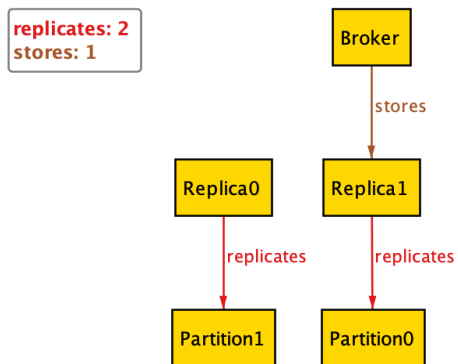 replicates: 2
stores: 1
Broker
stores
Replica0
Replica1
replicates
replicates
Partition1
Partition0